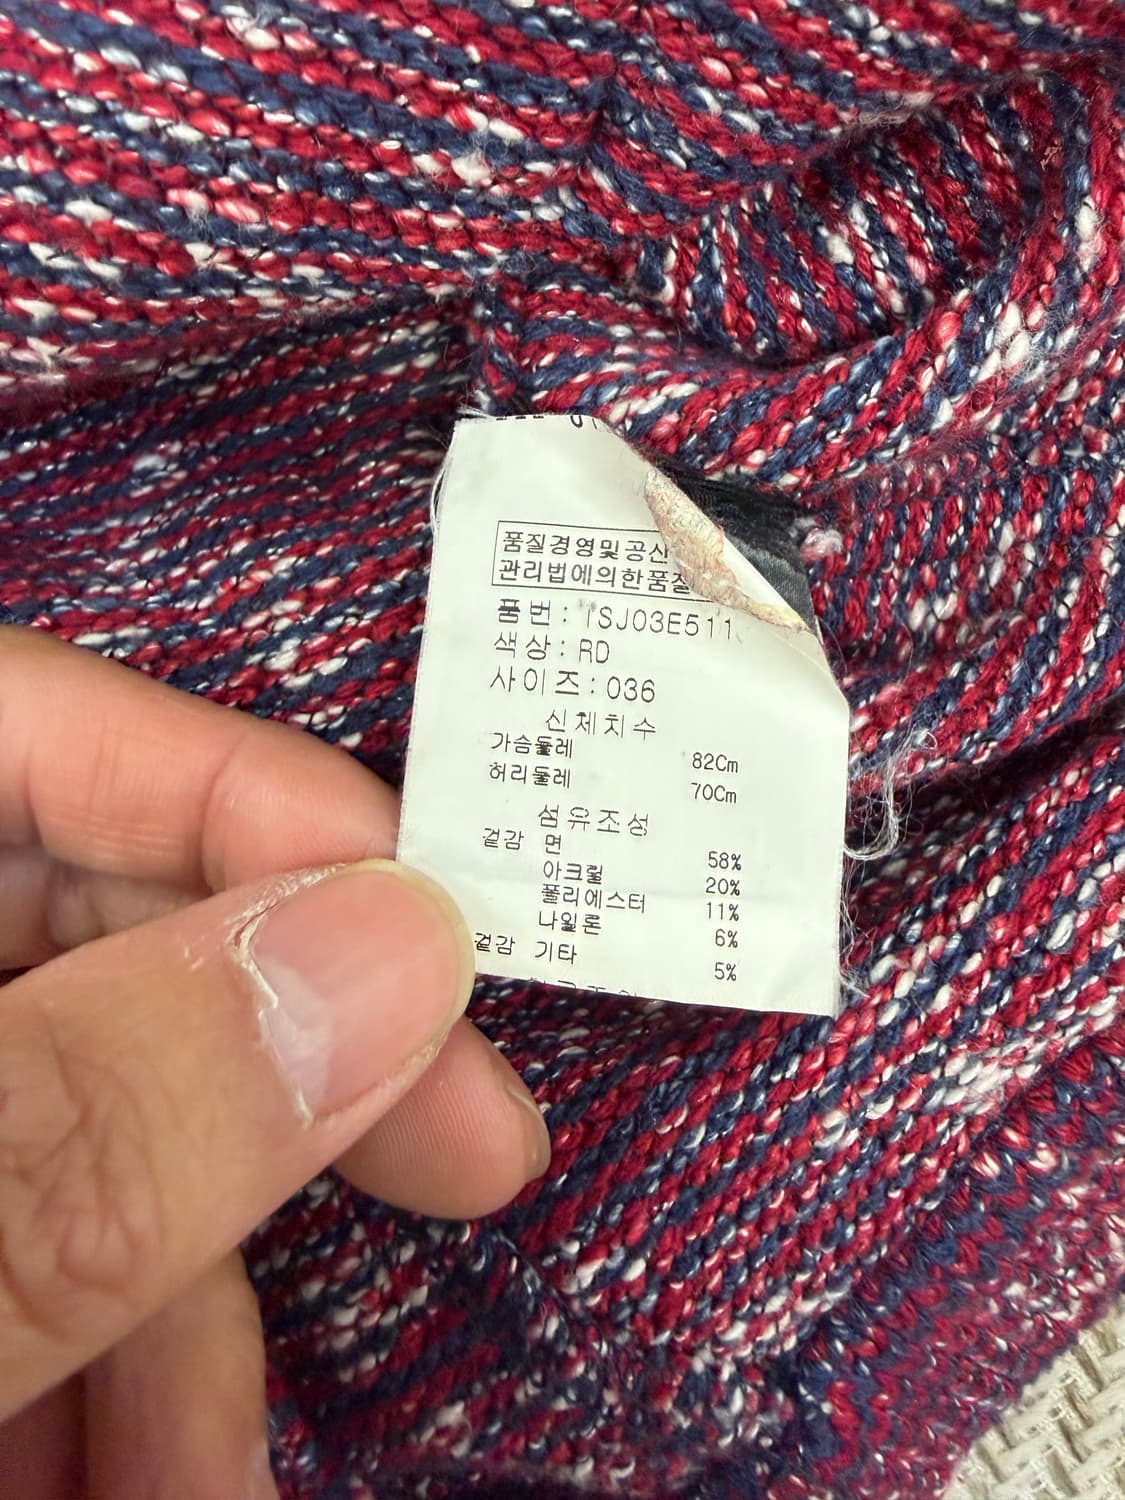 품질경영및공산
관리법에의한품질
품번: ISJ03E511
색상: RD
사이즈: 036
신체치수
가슴둘레 82Cm
허리둘레 70Cm
섬유조성
겉감 면 58%
아크릴 20%
폴리에스터 11%
나일론 6%
겉감 기타 5%